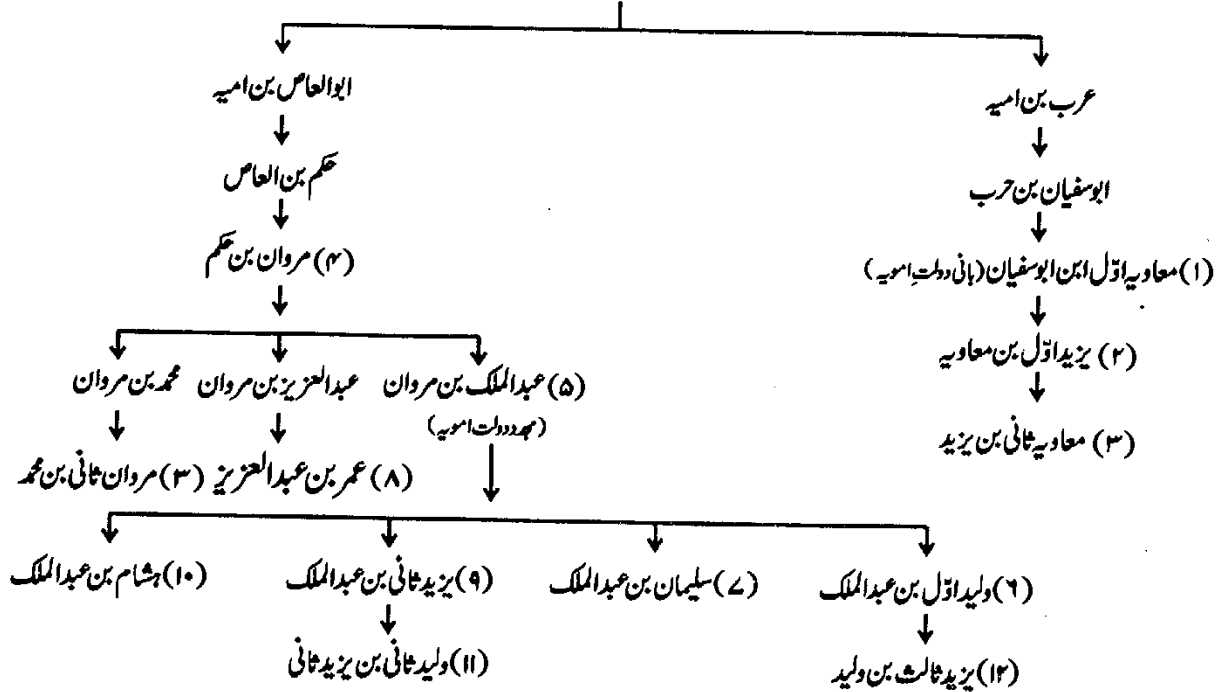 عرب بن امیہ
ابوالعاص بن امیہ
ابوسفیان بن حرب
حکم بن العاص
(۱) معاویہ اوّل ابن ابوسفیان (بانی دولتِ امویہ)
(۴) مروان بن حکم
(۲) یزید اوّل بن معاویہ
(۵) عبدالملک بن مروان
(مجدد دولت امویہ)
عبدالعزیز بن مروان
محمد بن مروان
(۳) معاویہ ثانی بن یزید
(۸) عمر بن عبدالعزیز
(۳) مروان ثانی بن محمد
(۶) ولید اوّل بن عبدالملک
(۷) سلیمان بن عبدالملک
(۹) یزید ثانی بن عبدالملک
(۱۰) ہشام بن عبدالملک
(۱۲) یزید ثالث بن ولید
(۱۱) ولید ثانی بن یزید ثانی